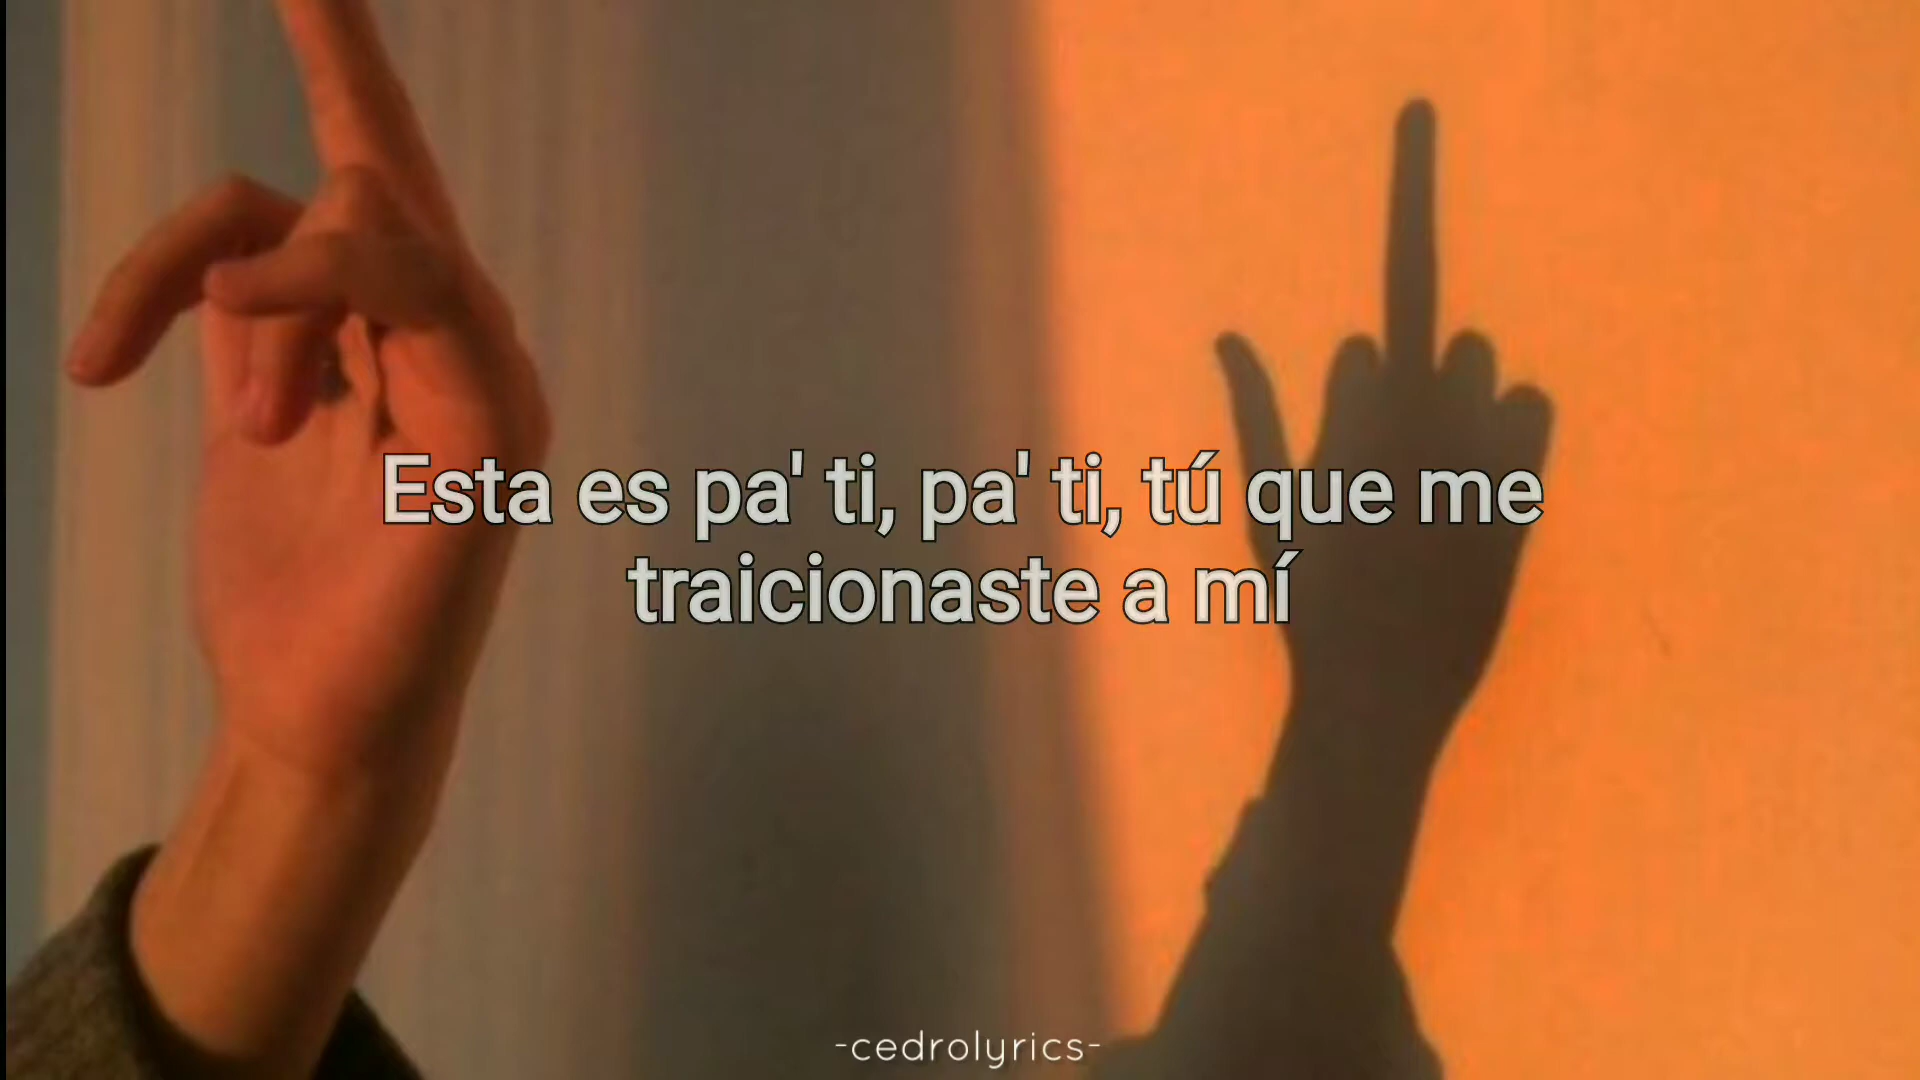 Esta es pa' ti, pa' ti, tú que me
traicionaste a mí
-cedrolyrics-